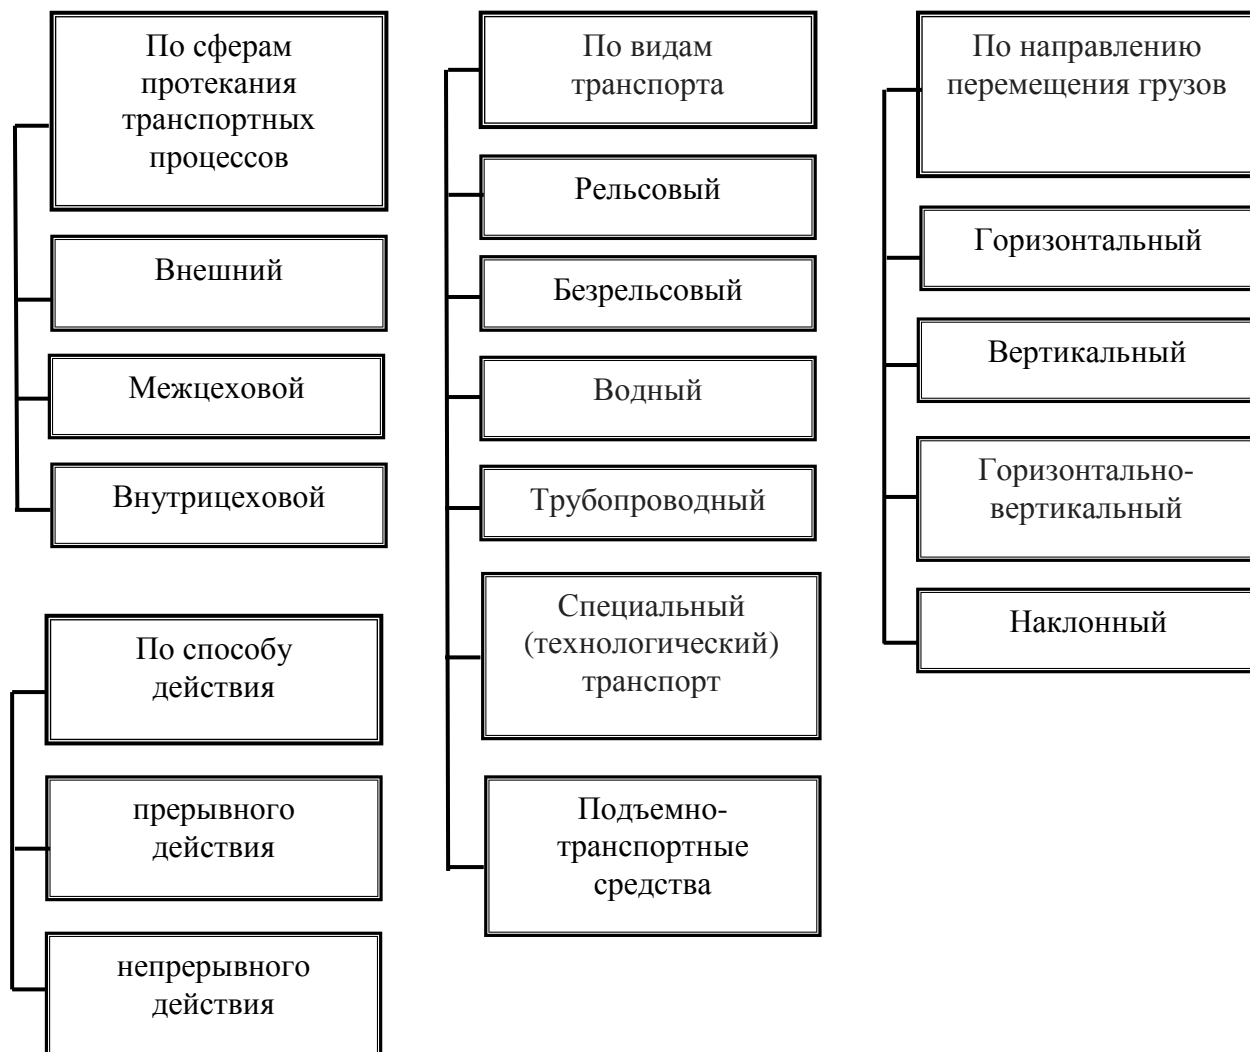 По сферам
протекания
транспортных
процессов
Внешний
Межцеховой
Внутрицеховой
По способу
действия
прерывного
действия
непрерывного
действия
По видам
транспорта
Рельсовый
Безрельсовый
Водный
Трубопроводный
Специальный
(технологический)
транспорт
Подъемно-
транспортные
средства
По направлению
перемещения грузов
Горизонтальный
Вертикальный
Горизонтально-
вертикальный
Наклонный